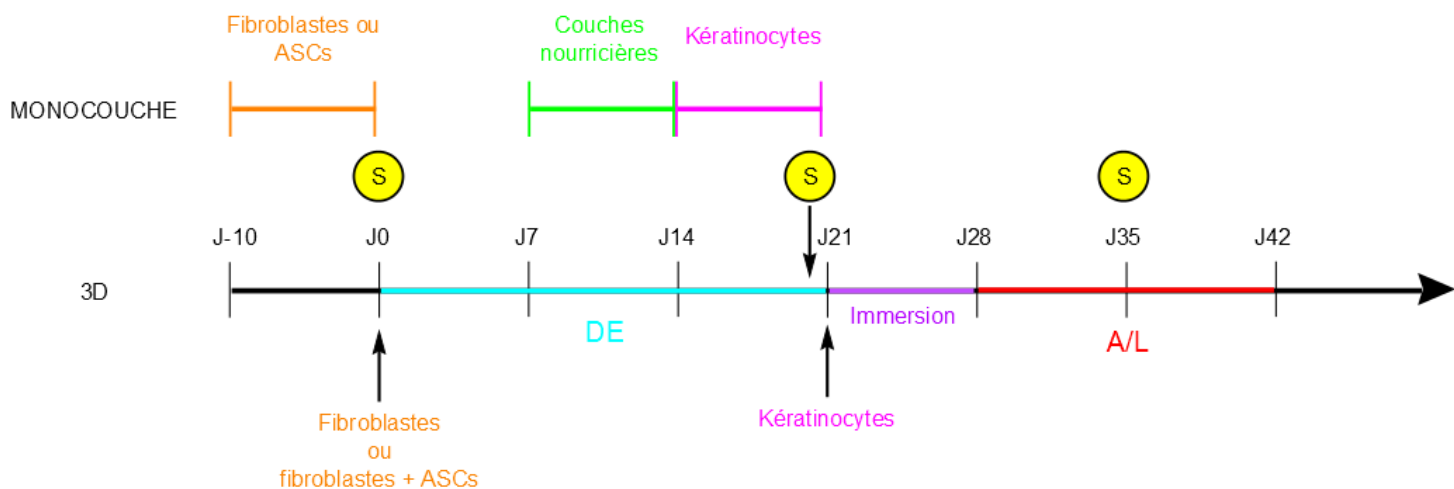 Fibroblastes ou
ASCs
Couches
nourricières
Kératinocytes
MONOCOUCHE
S
S
S
J-10
J0
J7
J14
J21
J28
J35
J42
3D
DE
Immersion
A/L
Fibroblastes
ou
fibroblastes + ASCs
Kératinocytes